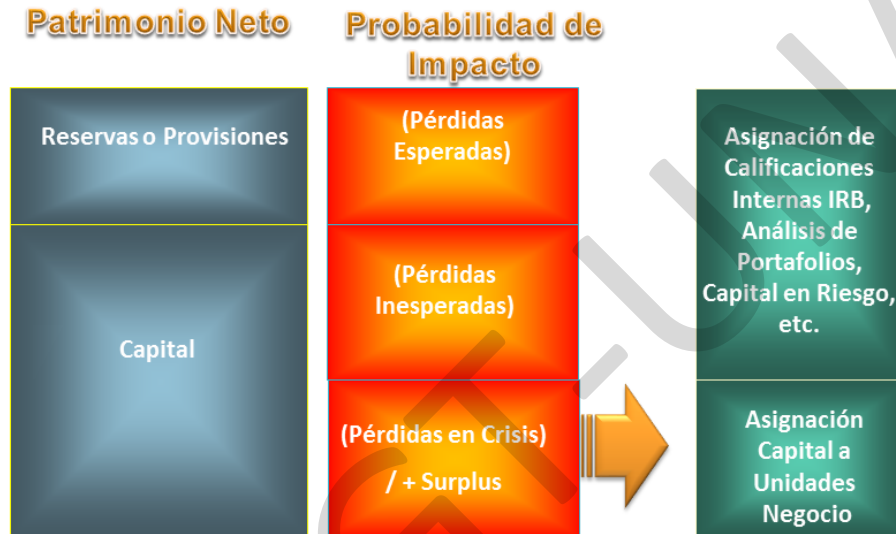 Patrimonio Neto
Probabilidad de
Impacto
Reservas o Provisiones
Capital
(Pérdidas
Esperadas)
(Pérdidas
Inesperadas)
(Pérdidas en Crisis)
/ + Surplus
Asignación de
Calificaciones
Internas IRB,
Análisis de
Portafolios,
Capital en Riesgo,
etc.
Asignación
Capital a
Unidades
Negocio